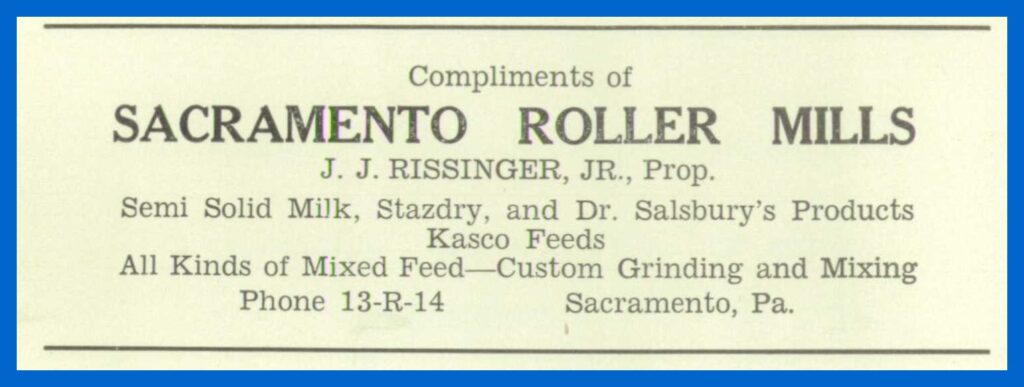 Compliments of
SACRAMENTO ROLLER MILLS
J. J. RISSINGER, JR., Prop.
Semi Solid Milk, Stazdry, and Dr. Salsbury's Products
Kasco Feeds
All Kinds of Mixed Feed—Custom Grinding and Mixing
Phone 13-R-14 Sacramento, Pa.